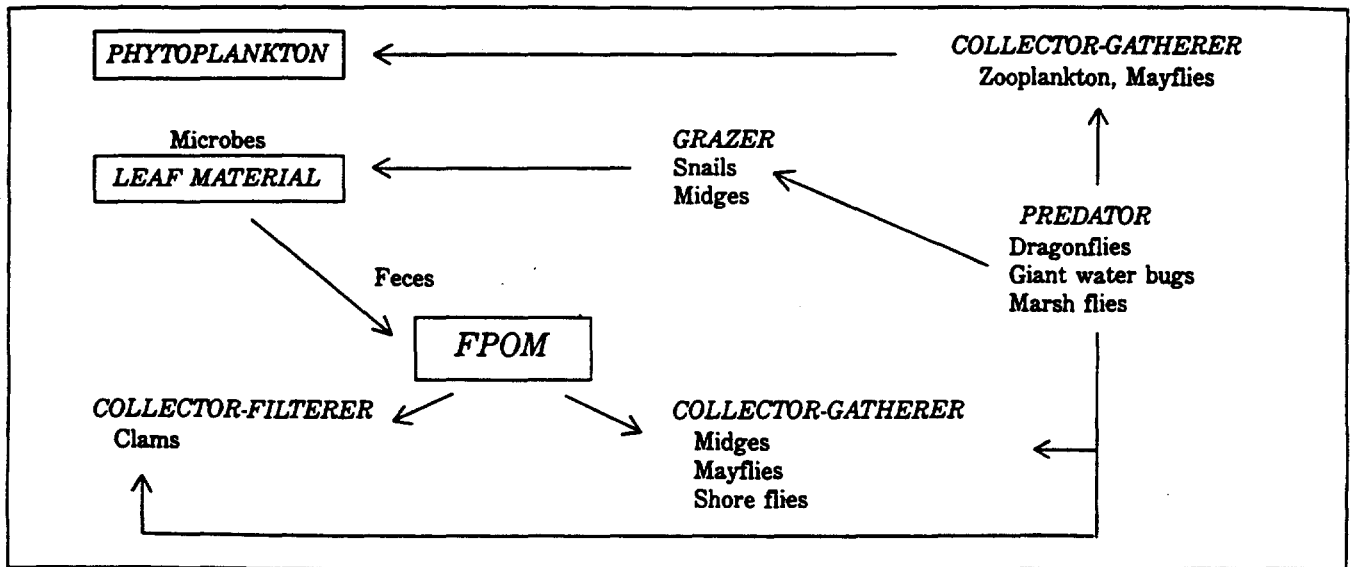 PHYTOPLANKTON
COLLECTOR-GATHERER
Zooplankton, Mayflies
Microbes
LEAF MATERIAL
GRAZER
Snails
Midges
PREDATOR
Dragonflies
Giant water bugs
Marsh flies
Feces
FPOM
COLLECTOR-FILTERER
Clams
COLLECTOR-GATHERER
Midges
Mayflies
Shore flies